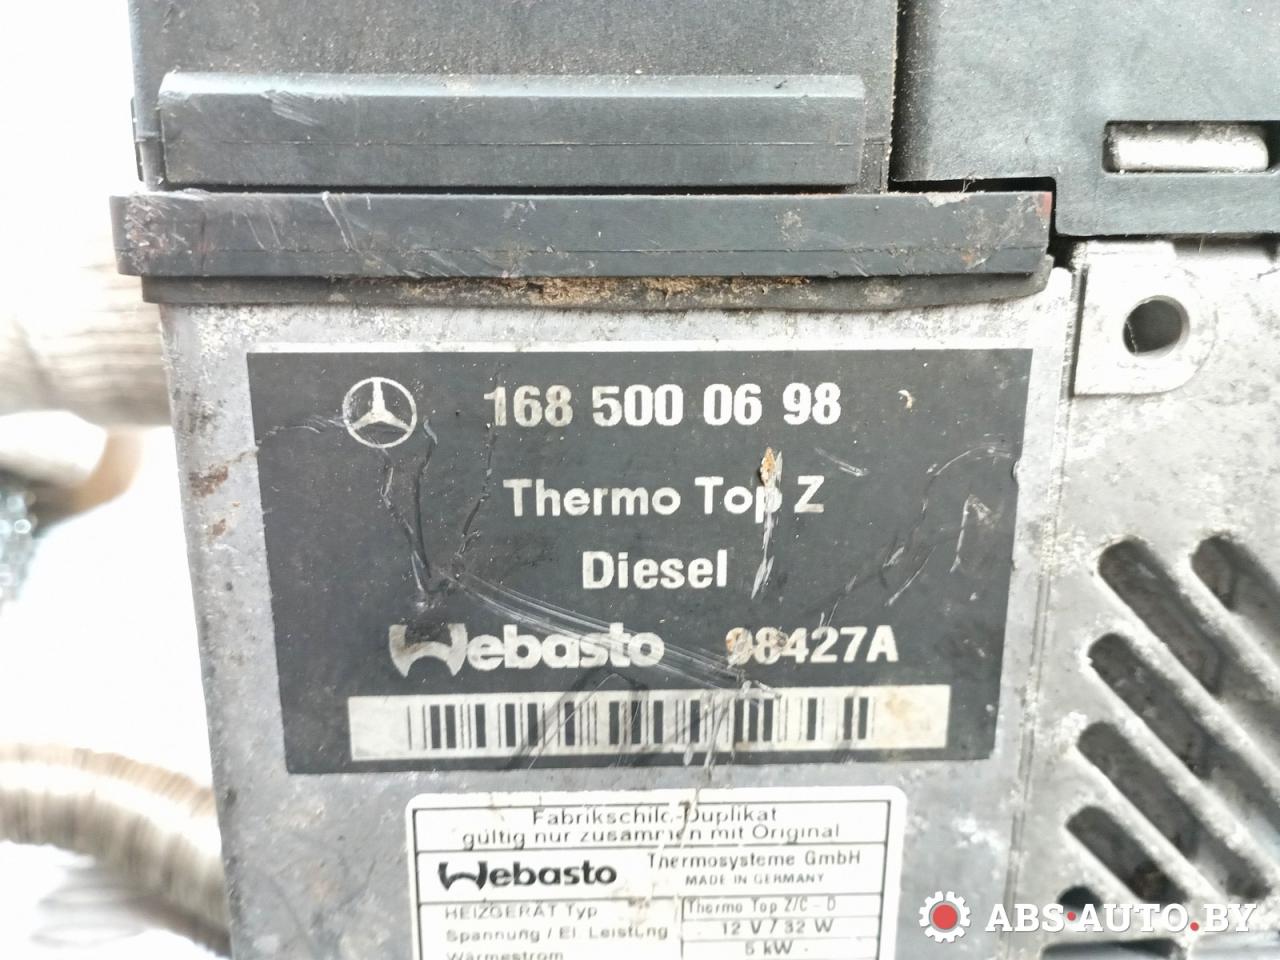 168 500 06 98
Thermo Top Z
Diesel
Webasto 98427A
Fabrikschild-Duplikat
gültig nur zusammen mit Original
Webasto Thermosysteme GmbH
MADE IN GERMANY
HEIZGERÄT Typ Thermo Top Z/C - D
Spannung / El. Leistung 12 V / 32 W
Wärmestrom 5 kW
ABS-AUTO.BY